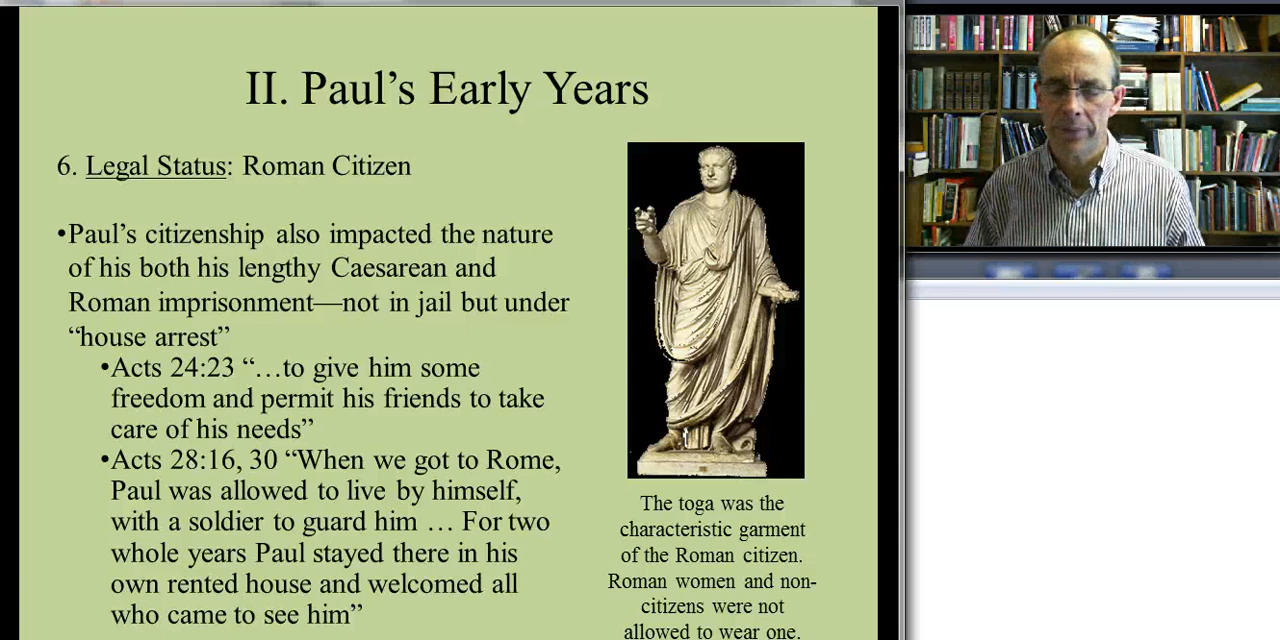 II. Paul’s Early Years
6. Legal Status: Roman Citizen
•Paul’s citizenship also impacted the nature
of his both his lengthy Caesarean and
Roman imprisonment—not in jail but under
“house arrest”
•Acts 24:23 “…to give him some
freedom and permit his friends to take
care of his needs”
•Acts 28:16, 30 “When we got to Rome,
Paul was allowed to live by himself,
with a soldier to guard him … For two
whole years Paul stayed there in his
own rented house and welcomed all
who came to see him”
The toga was the
characteristic garment
of the Roman citizen.
Roman women and non-
citizens were not
allowed to wear one.